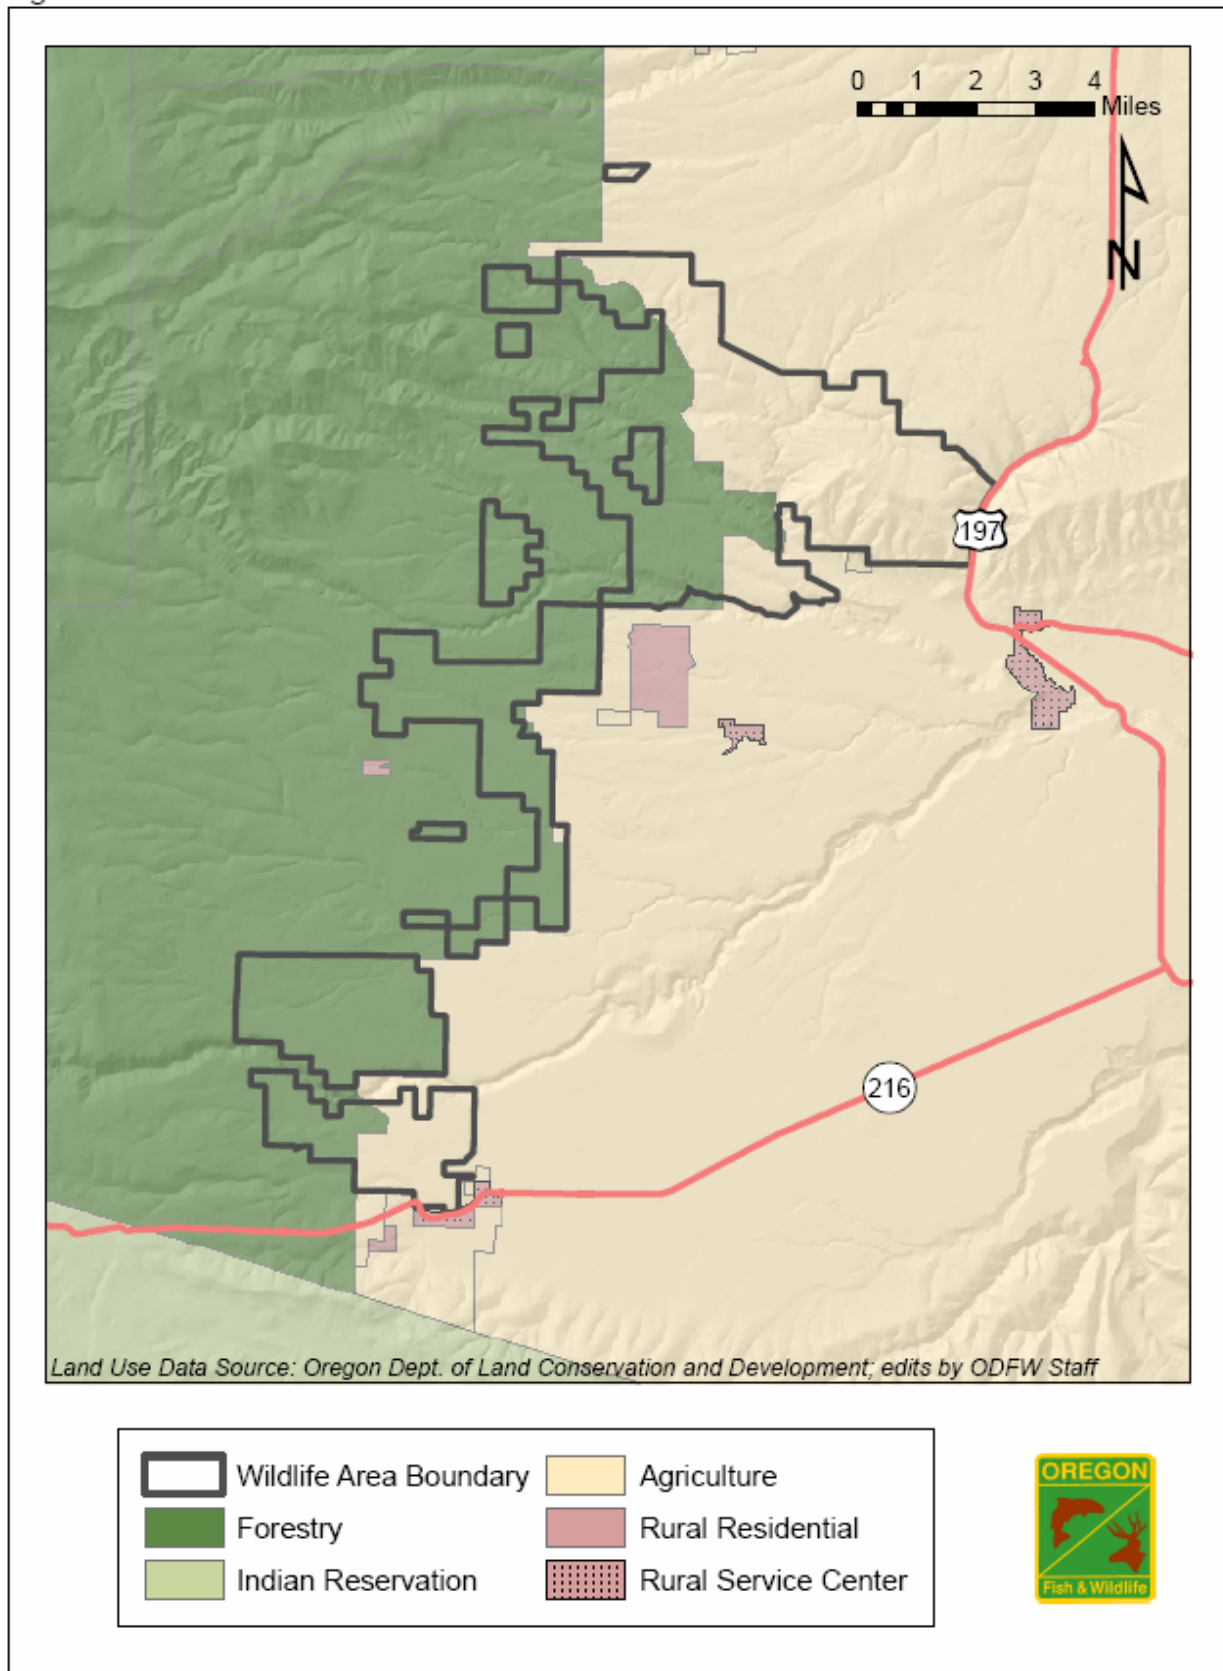 0 1 2 3 4
Miles
N
197
216
Land Use Data Source: Oregon Dept. of Land Conservation and Development; edits by ODFW Staff
Wildlife Area Boundary
Forestry
Indian Reservation
Agriculture
Rural Residential
Rural Service Center
OREGON
Fish & Wildlife